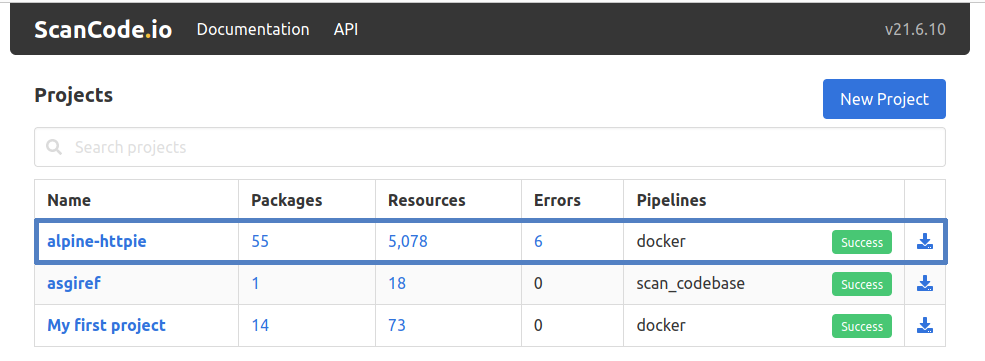 ScanCode.io Documentation API v21.6.10
Projects New Project
Search projects
Name Packages Resources Errors Pipelines
alpine-httpie 55 5,078 6 docker Success
asgiref 1 18 0 scan_codebase Success
My first project 14 73 0 docker Success